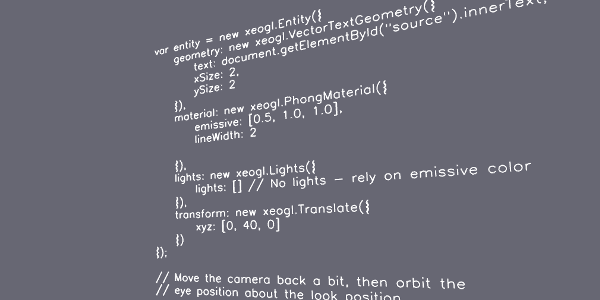 var entity = new xeogl.Entity({
geometry: new xeogl.VectorTextGeometry({
text: document.getElementById("source").innerText,
xSize: 2,
ySize: 2
}),
material: new xeogl.PhongMaterial({
emissive: [0.5, 1.0, 1.0],
lineWidth: 2
}),
lights: new xeogl.Lights({
lights: [] // No lights – rely on emissive color
}),
transform: new xeogl.Translate({
xyz: [0, 40, 0]
})
});
// Move the camera back a bit, then orbit the
// eye position about the look position